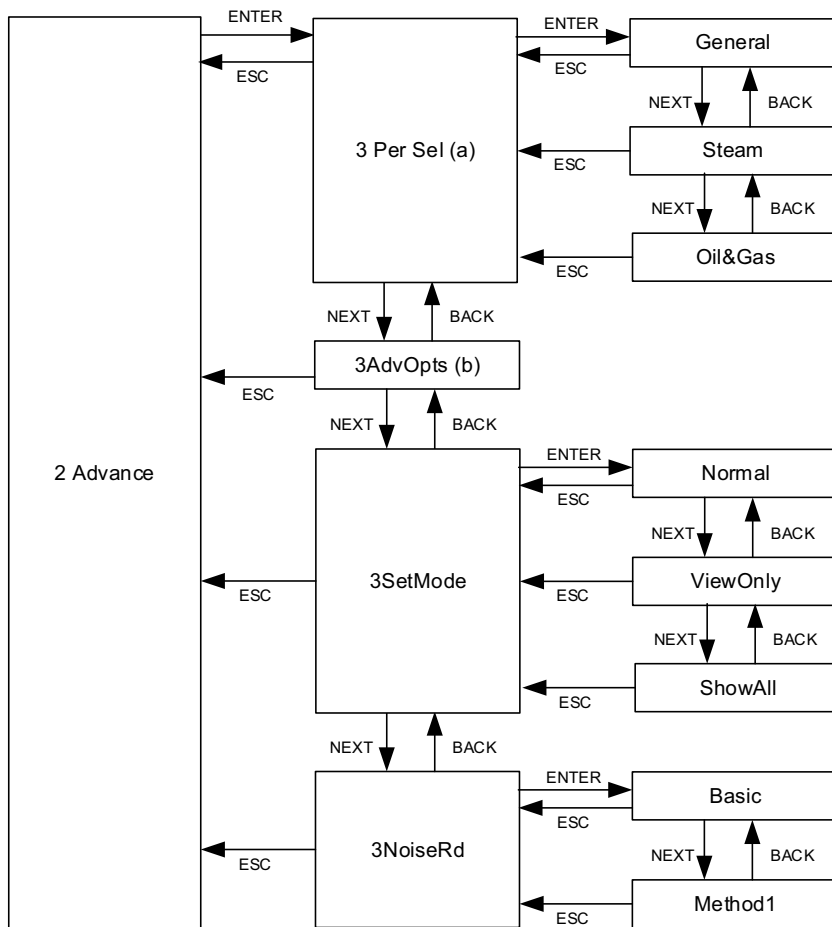 ENTER
ENTER
General
ESC
ESC
NEXT
BACK
3 Per Sel (a)
Steam
ESC
NEXT
BACK
Oil&Gas
ESC
NEXT
BACK
3AdvOpts (b)
ESC
NEXT
BACK
2 Advance
ENTER
Normal
ESC
NEXT
BACK
3SetMode
ViewOnly
ESC
ESC
NEXT
BACK
ShowAll
ESC
NEXT
BACK
ENTER
Basic
ESC
3NoiseRd
ESC
NEXT
BACK
Method1
ESC